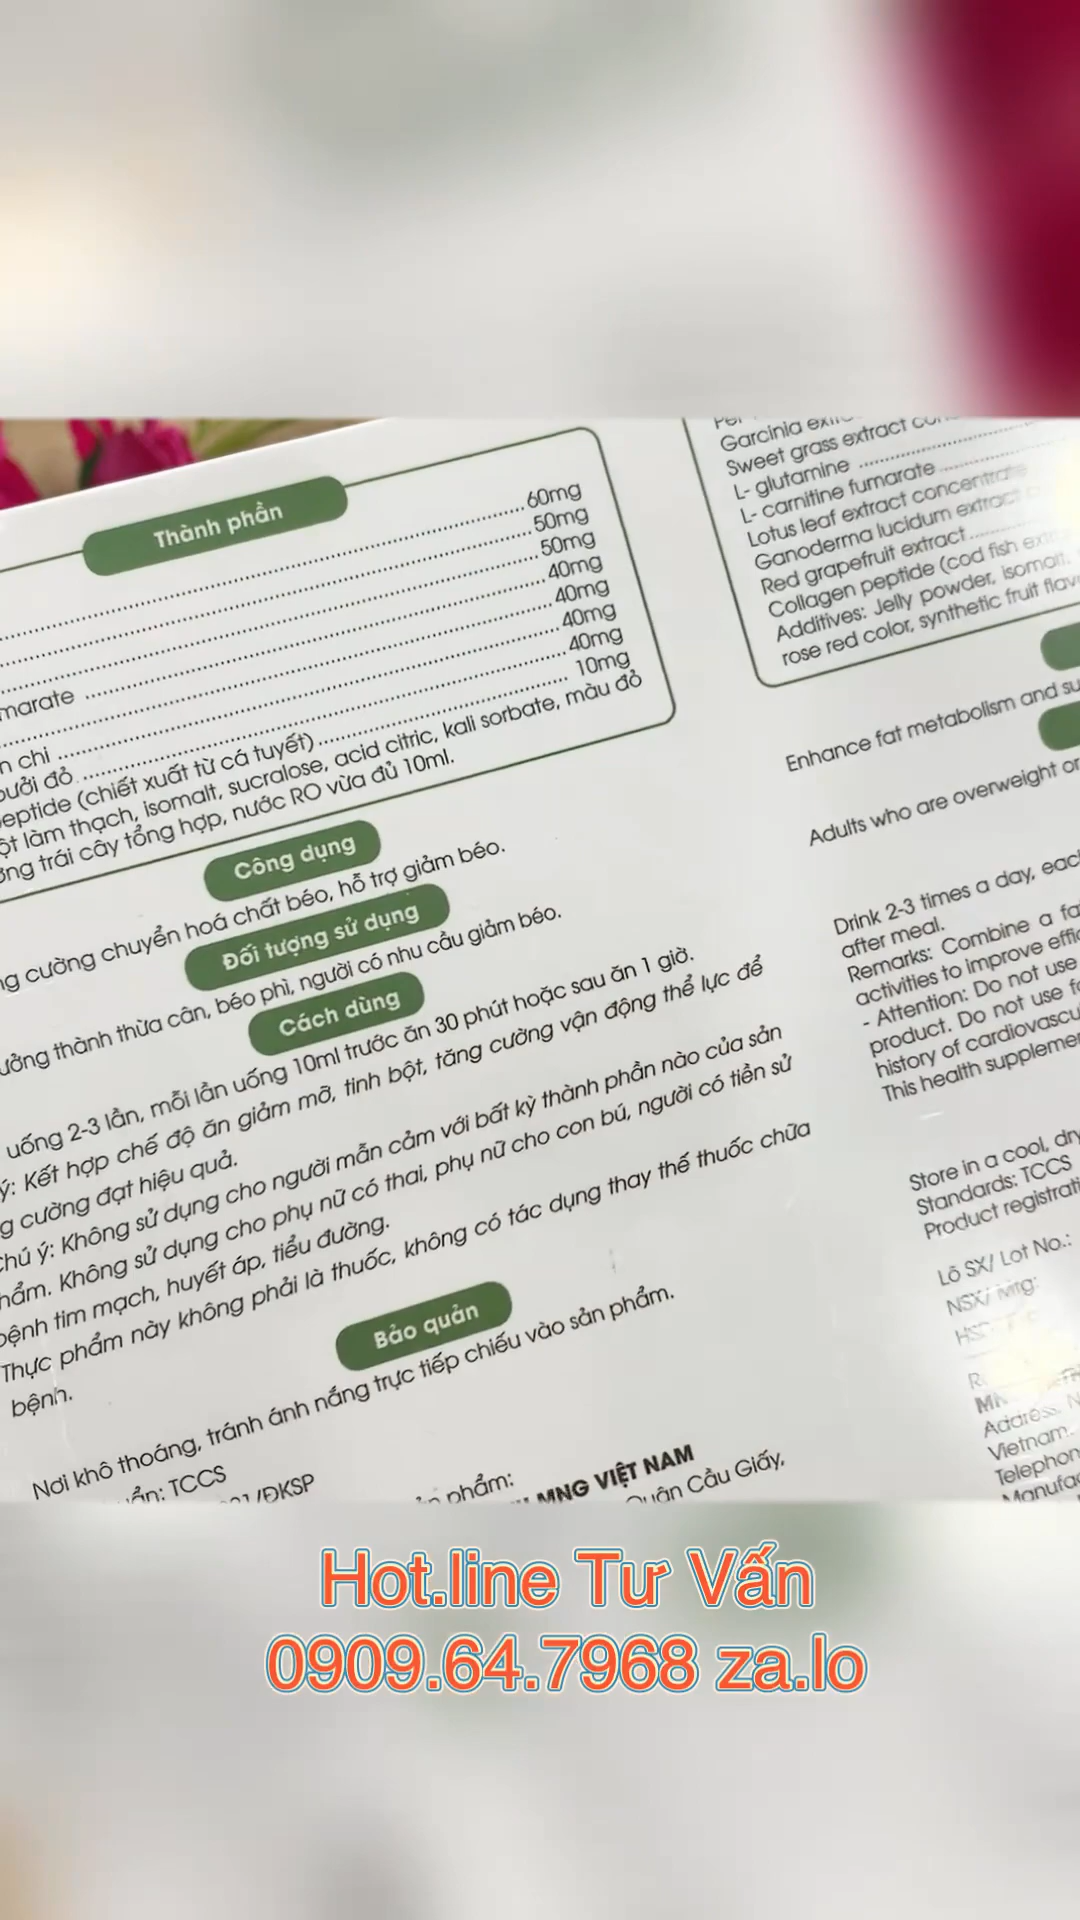 Thành phần
60mg
50mg
50mg
40mg
marate 40mg
40mg
n chi 40mg
bưởi đỏ 10mg
peptide (chiết xuất từ cá tuyết)
ột làm thạch, isomalt, sucralose, acid citric, kali sorbate, màu đỏ
ơng trái cây tổng hợp, nước RO vừa đủ 10ml.
Công dụng
ng cường chuyển hoá chất béo, hỗ trợ giảm béo.
Đối tượng sử dụng
ưởng thành thừa cân, béo phì, người có nhu cầu giảm béo.
Cách dùng
uống 2-3 lần, mỗi lần uống 10ml trước ăn 30 phút hoặc sau ăn 1 giờ.
ý: Kết hợp chế độ ăn giảm mỡ, tinh bột, tăng cường vận động thể lực để
g cường đạt hiệu quả.
hú ý: Không sử dụng cho người mẫn cảm với bất kỳ thành phần nào của sản
hẩm. Không sử dụng cho phụ nữ có thai, phụ nữ cho con bú, người có tiền sử
bệnh tim mạch, huyết áp, tiểu đường.
Thực phẩm này không phải là thuốc, không có tác dụng thay thế thuốc chữa
bệnh.
Bảo quản
Nơi khô thoáng, tránh ánh nắng trực tiếp chiếu vào sản phẩm.
uẩn: TCCS
/ĐKSP
phẩm:
MNG VIỆT NAM
Quận Cầu Giấy,
Garcinia
Sweet grass extract
L- glutamine
L- carnitine fumarate
Lotus leaf extract concentrate
Ganoderma lucidum extract
Red grapefruit extract
Collagen peptide (cod fish
Additives: Jelly powder, isomalt,
rose red color, synthetic fruit flavo
Enhance fat metabolism and su
Adults who are overweight or
Drink 2-3 times a day, each
after meal.
Remarks: Combine a fa
activities to improve effic
- Attention: Do not use
product. Do not use fo
history of cardiovascu
This health supplemen
Store in a cool, dry
Standards: TCCS
Product registrati
Lô SX/ Lot No.:
NSX/ Mfg:
Address: N
Vietnam.
Telephon
Manufac
Hot.line Tư Vấn
0909.64.7968 za.lo